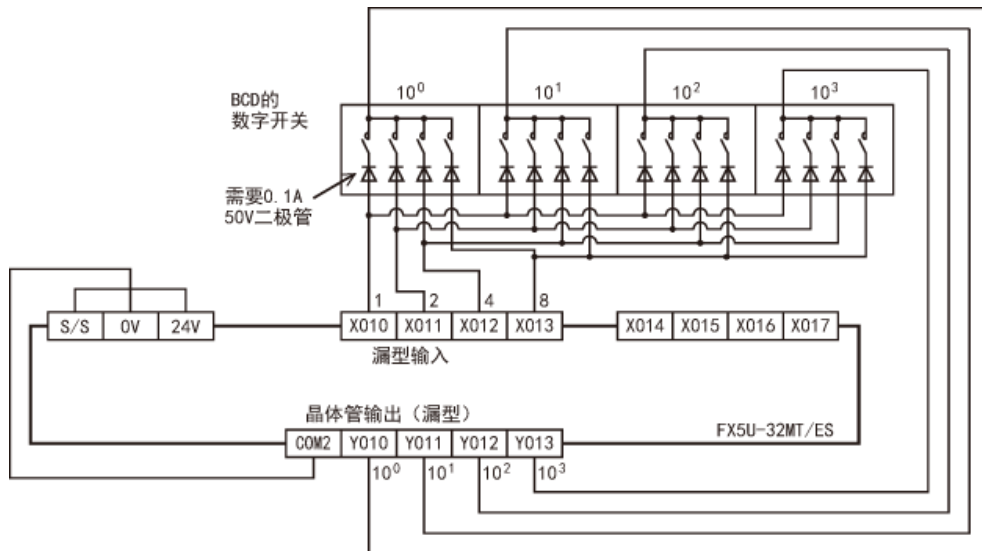 10⁰ 10¹ 10² 10³
BCD的
数字开关
需要0.1A
50V二极管
1 2 4 8
S/S 0V 24V X010 X011 X012 X013 X014 X015 X016 X017
漏型输入
晶体管输出（漏型）
FX5U-32MT/ES
COM2 Y010 Y011 Y012 Y013
10⁰ 10¹ 10² 10³